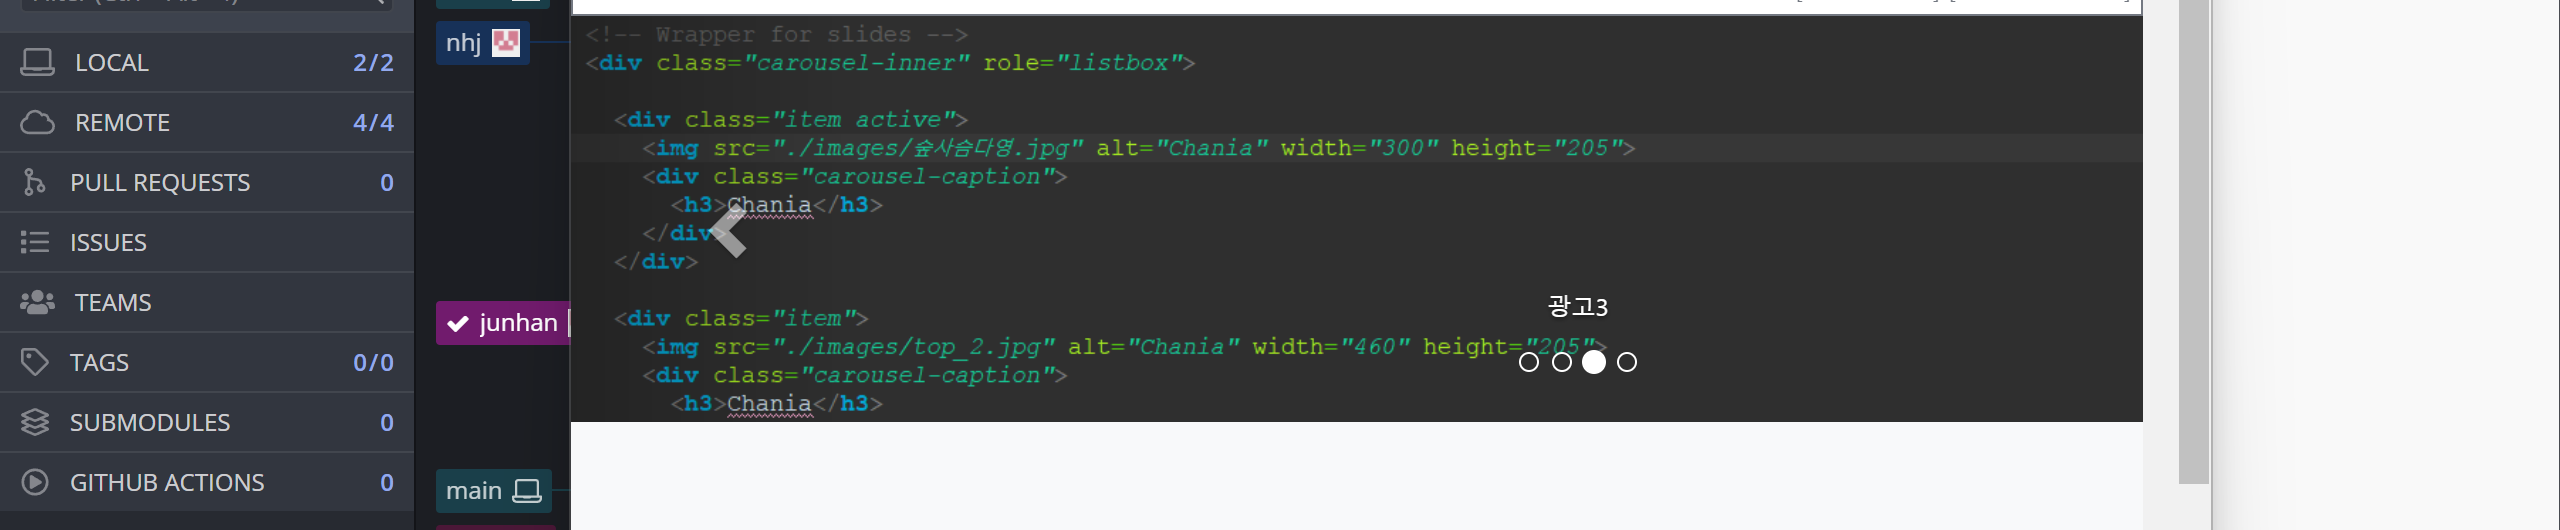 LOCAL 2/2
REMOTE 4/4
PULL REQUESTS 0
ISSUES
TEAMS
TAGS 0/0
SUBMODULES 0
GITHUB ACTIONS 0
nhj
junhan
main
<!-- Wrapper for slides -->
<div class="carousel-inner" role="listbox">
<div class="item active">
<img src="./images/숲사슴다영.jpg" alt="Chania" width="300" height="205">
<div class="carousel-caption">
<h3>Chania</h3>
</div>
</div>
광고3
<div class="item">
<img src="./images/top_2.jpg" alt="Chania" width="460" height="205">
<div class="carousel-caption">
<h3>Chania</h3>